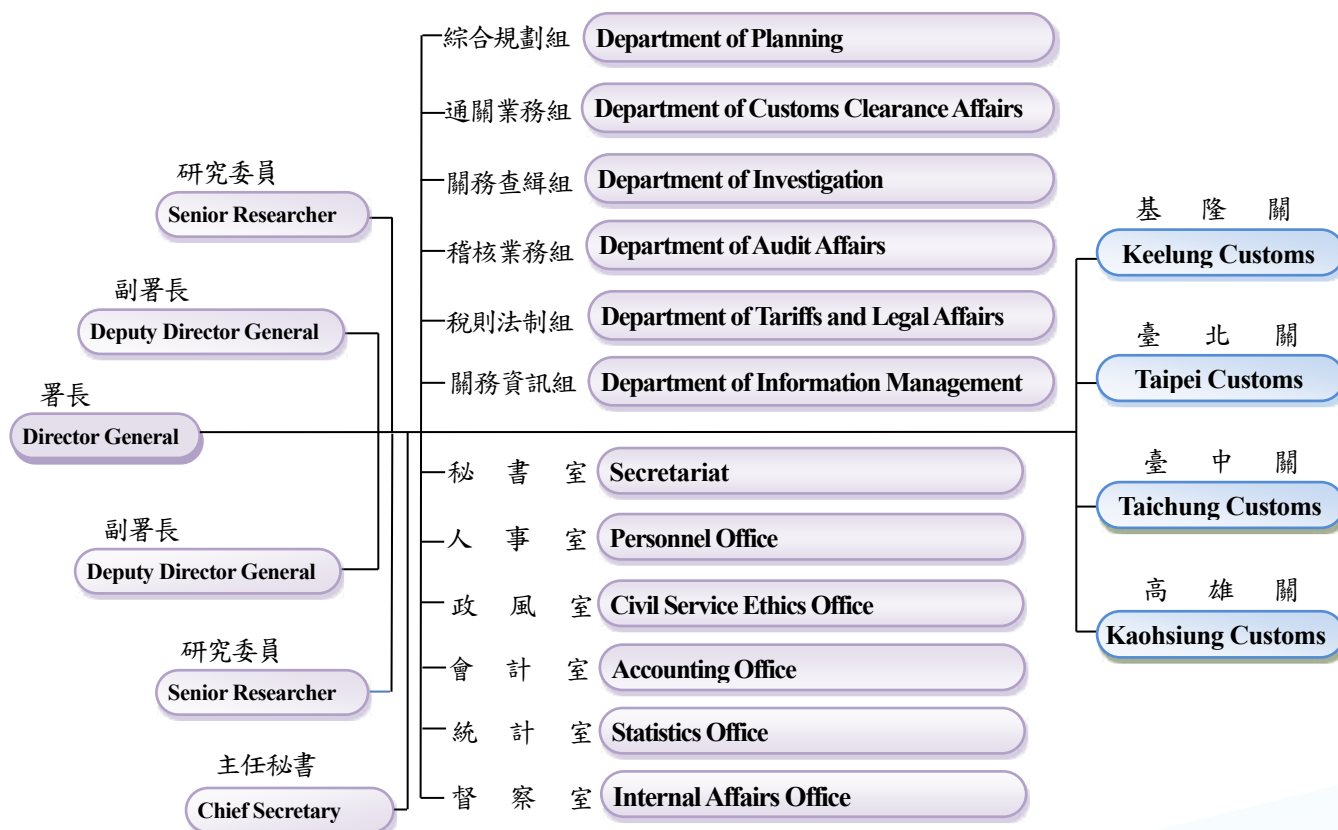 綜合規劃組 Department of Planning
通關業務組 Department of Customs Clearance Affairs
研究委員
Senior Researcher
關務查緝組 Department of Investigation
基隆關
Keelung Customs
稽核業務組 Department of Audit Affairs
副署長
Deputy Director General
稅則法制組 Department of Tariffs and Legal Affairs
臺北關
Taipei Customs
關務資訊組 Department of Information Management
署長
Director General
秘書室 Secretariat
臺中關
Taichung Customs
人事室 Personnel Office
副署長
Deputy Director General
政風室 Civil Service Ethics Office
高雄關
Kaohsiung Customs
研究委員
Senior Researcher
會計室 Accounting Office
統計室 Statistics Office
主任秘書
Chief Secretary
督察室 Internal Affairs Office